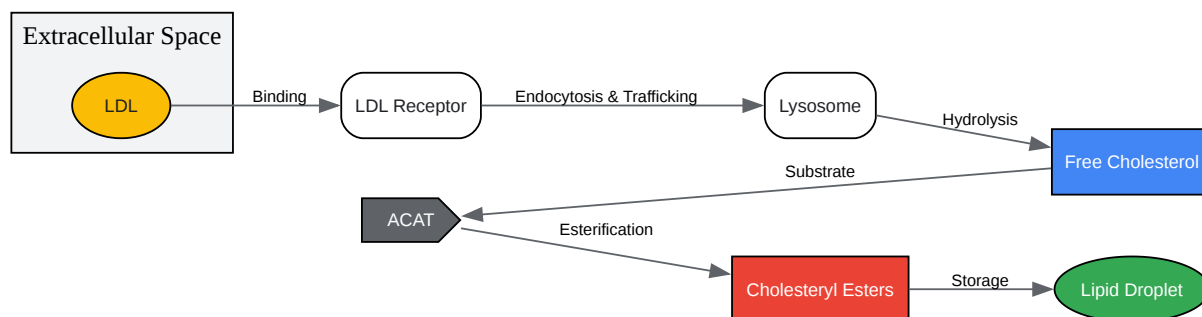 Extracellular Space
LDL
Binding
LDL Receptor
Endocytosis & Trafficking
Lysosome
Hydrolysis
Free Cholesterol
Substrate
ACAT
Esterification
Cholesteryl Esters
Storage
Lipid Droplet